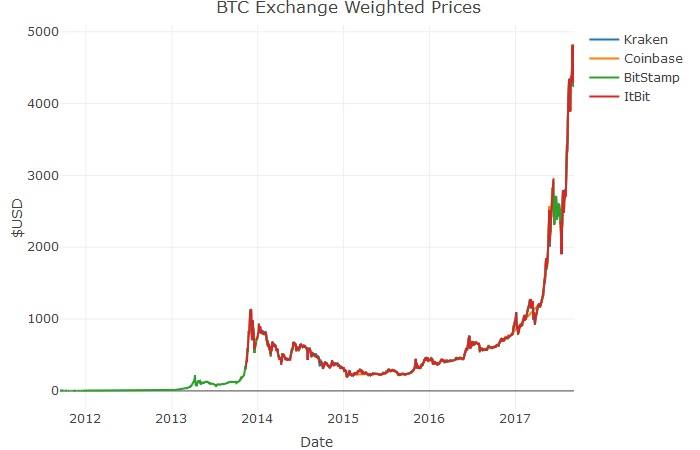 BTC Exchange Weighted Prices
5000
4000
3000
2000
1000
0
$USD
2012 2013 2014 2015 2016 2017
Date
Kraken
Coinbase
BitStamp
ItBit